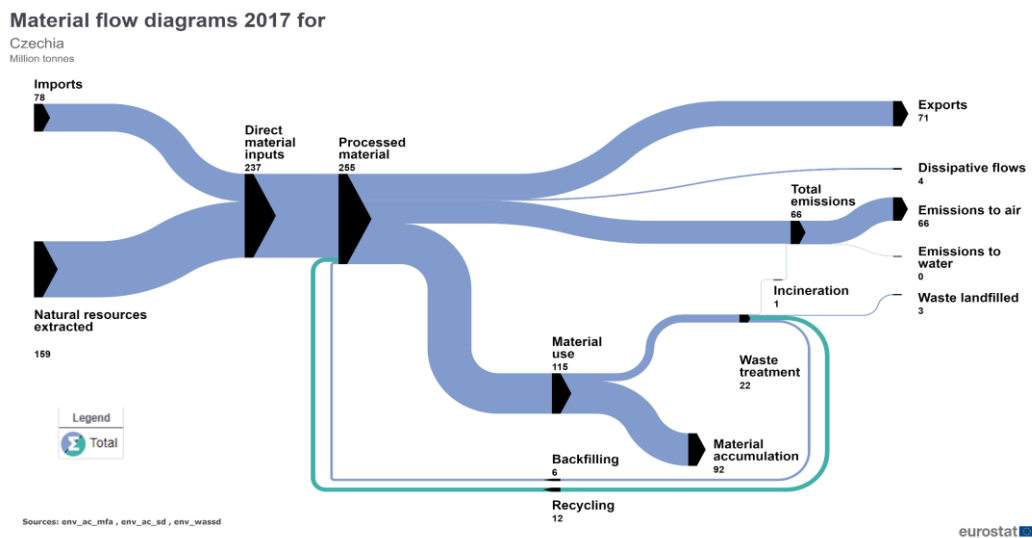 Material flow diagrams 2017 for
Czechia
Million tonnes
Imports
78
Direct
material
inputs
237
Processed
material
255
Exports
71
Dissipative flows
4
Total
emissions
66
Emissions to air
66
Emissions to
water
0
Incineration
1
Waste landfilled
3
Natural resources
extracted
159
Material
use
115
Waste
treatment
22
Legend
Σ Total
Material
accumulation
92
Backfilling
6
Recycling
12
Sources: env_ac_mfa , env_ac_sd , env_wassd
eurostat